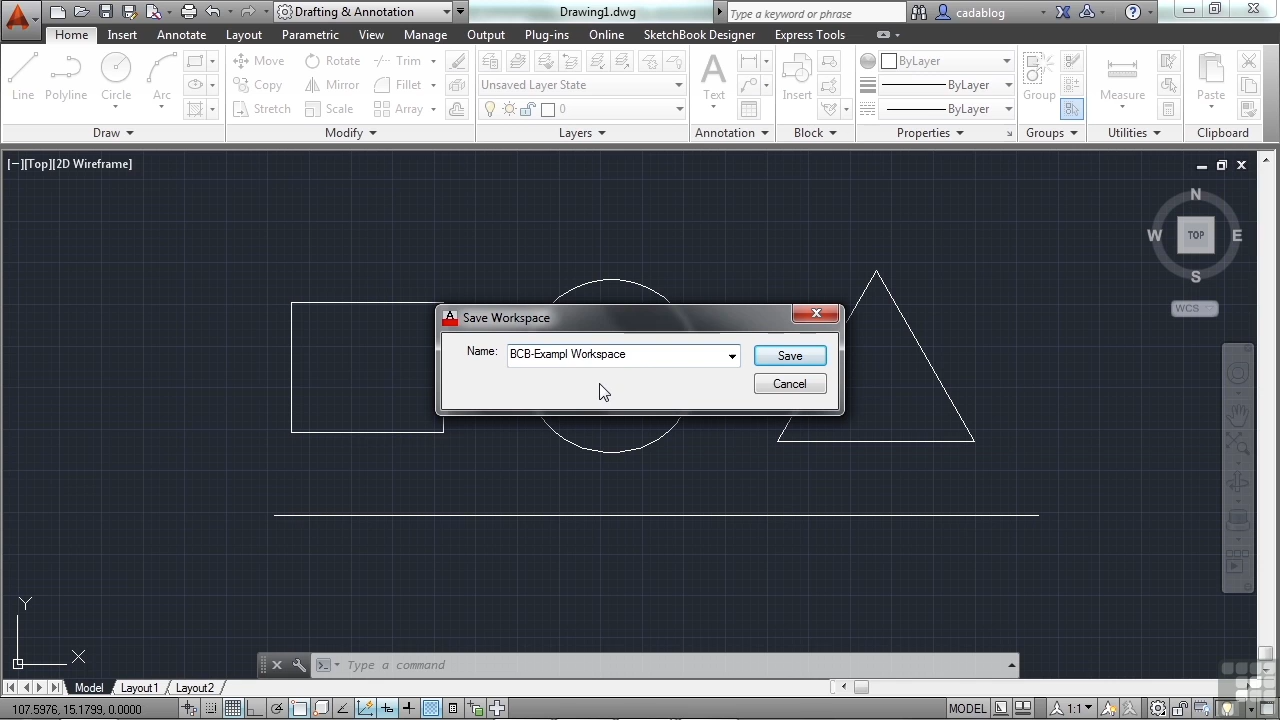 Drafting & Annotation
Drawing1.dwg
Type a keyword or phrase
cadablog
Home Insert Annotate Layout Parametric View Manage Output Plug-ins Online SketchBook Designer Express Tools
Line Polyline Circle Arc
Move Rotate Trim
Copy Mirror Fillet
Stretch Scale Array
Unsaved Layer State
0
Text
Insert
ByLayer
ByLayer
ByLayer
Group
Measure
Paste
Draw Modify Layers Annotation Block Properties Groups Utilities Clipboard
[−][Top][2D Wireframe]
N
W TOP E
S
WCS
Save Workspace
Name: BCB-Exampl Workspace
Save
Cancel
Y
X
Type a command
Model Layout1 Layout2
107.5976, 15.1799, 0.0000
MODEL
1:1